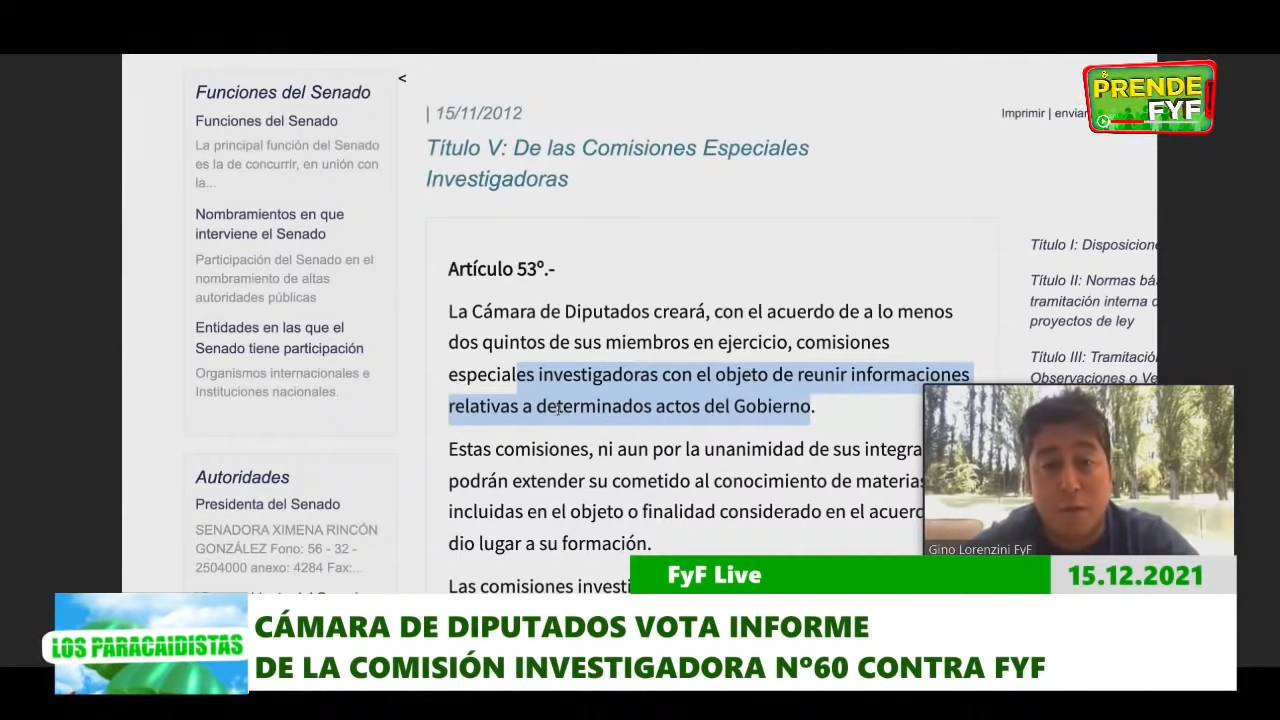 Funciones del Senado
Funciones del Senado
La principal función del Senado
es la de concurrir, en unión con
la...
Nombramientos en que
interviene el Senado
Participación del Senado en el
nombramiento de altas
autoridades públicas
Entidades en las que el
Senado tiene participación
Organismos internacionales e
Instituciones nacionales.
Autoridades
Presidenta del Senado
SENADORA XIMENA RINCÓN
GONZÁLEZ Fono: 56 - 32 -
2504000 anexo: 4284 Fax:...
<
| 15/11/2012
Imprimir | enviar
Título V: De las Comisiones Especiales
Investigadoras
Artículo 53º.-
La Cámara de Diputados creará, con el acuerdo de a lo menos
dos quintos de sus miembros en ejercicio, comisiones
especiales investigadoras con el objeto de reunir informaciones
relativas a determinados actos del Gobierno.
Estas comisiones, ni aun por la unanimidad de sus integra
podrán extender su cometido al conocimiento de materias
incluidas en el objeto o finalidad considerado en el acuerd
dio lugar a su formación.
Las comisiones investi
Título I: Disposicione
Título II: Normas bá
tramitación interna
proyectos de ley
Título III: Tramitació
Observaciones o Ve
& PRENDE
FYF!
Gino Lorenzini FyF
FyF Live
15.12.2021
LOS PARACAIDISTAS
CÁMARA DE DIPUTADOS VOTA INFORME
DE LA COMISIÓN INVESTIGADORA Nº60 CONTRA FYF